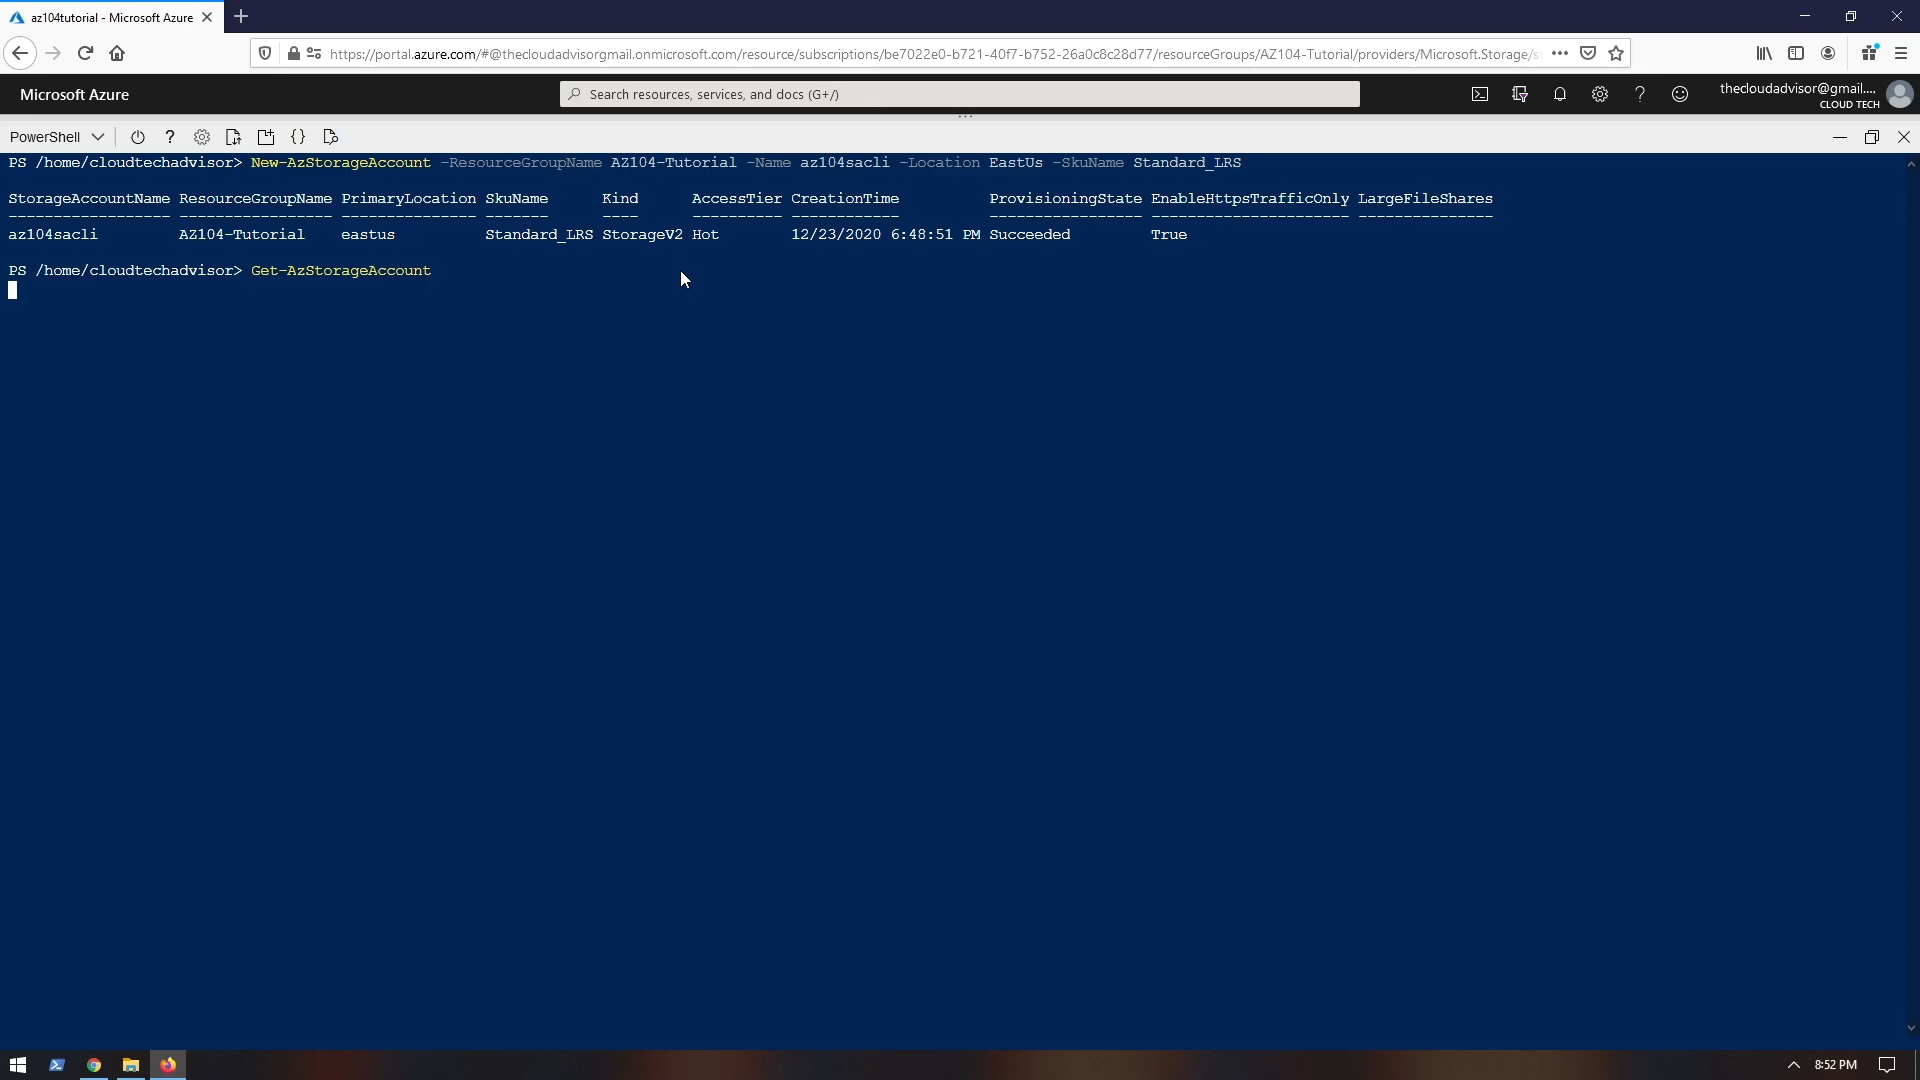 az104tutorial - Microsoft Azure
https://portal.azure.com/#@thecloudadvisorgmail.onmicrosoft.com/resource/subscriptions/be7022e0-b721-40f7-b752-26a0c8c28d77/resourceGroups/AZ104-Tutorial/providers/Microsoft.Storage/s
Microsoft Azure
Search resources, services, and docs (G+/)
thecloudadvisor@gmail....
CLOUD TECH
PowerShell
PS /home/cloudtechadvisor> New-AzStorageAccount -ResourceGroupName AZ104-Tutorial -Name az104sacli -Location EastUs -SkuName Standard_LRS
StorageAccountName ResourceGroupName PrimaryLocation SkuName Kind AccessTier CreationTime ProvisioningState EnableHttpsTrafficOnly LargeFileShares
------------------ ----------------- --------------- ------- ---- ---------- ------------ ----------------- ---------------------- ---------------
az104sacli AZ104-Tutorial eastus Standard_LRS StorageV2 Hot 12/23/2020 6:48:51 PM Succeeded True
PS /home/cloudtechadvisor> Get-AzStorageAccount
8:52 PM